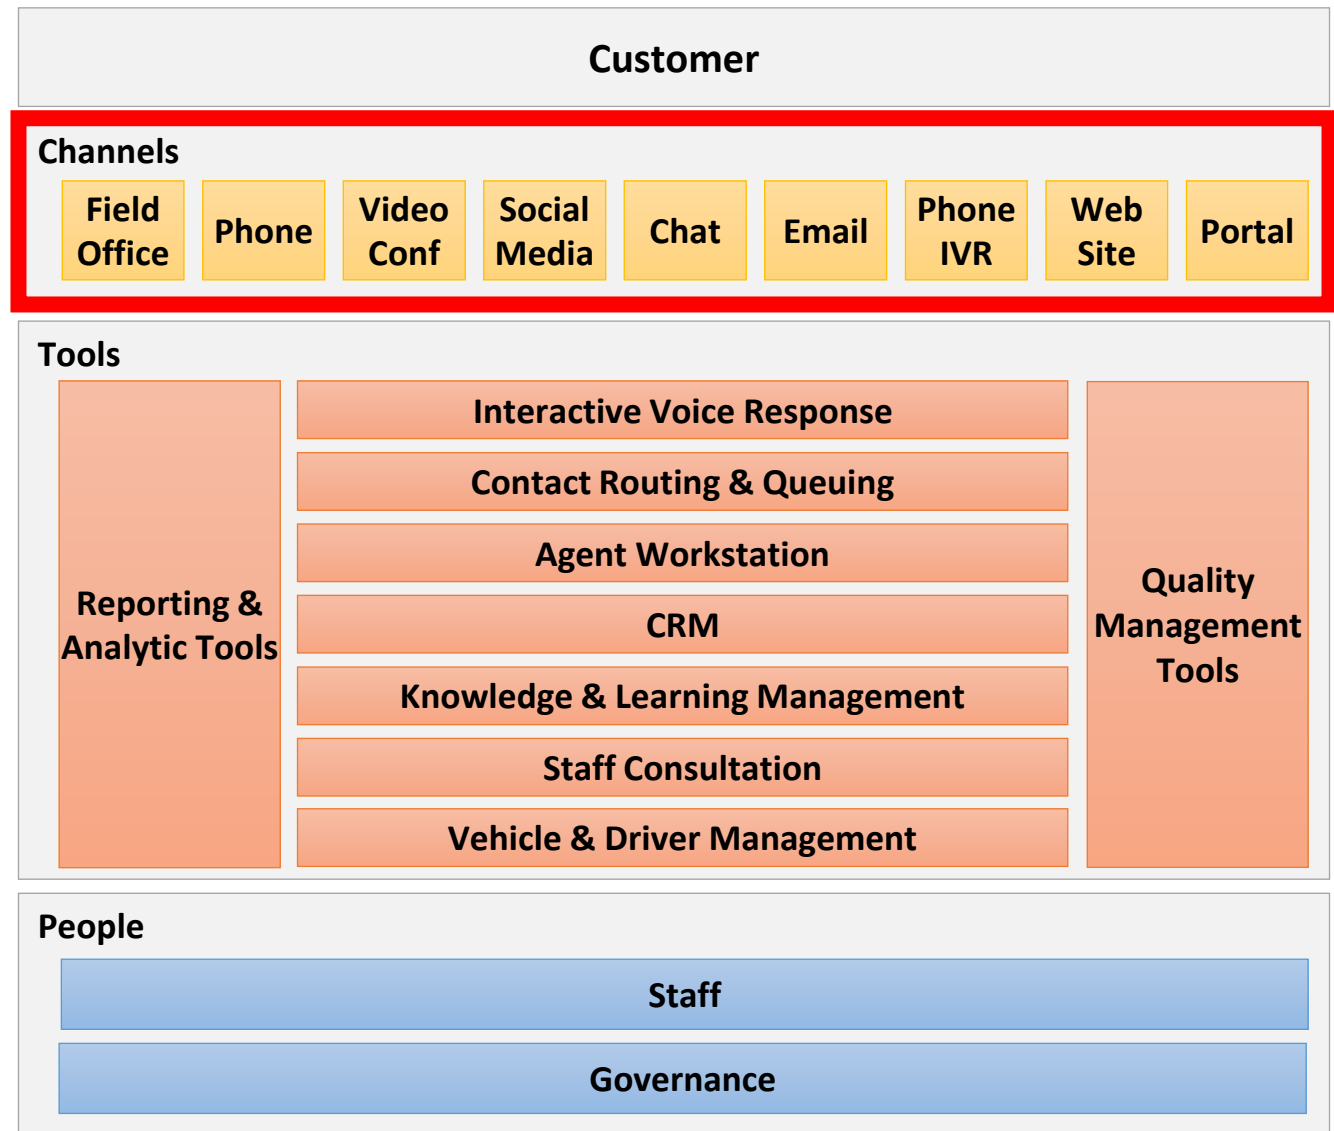 Customer
Channels
Field
Office
Phone
Video
Conf
Social
Media
Chat
Email
Phone
IVR
Web
Site
Portal
Tools
Reporting &
Analytic Tools
Interactive Voice Response
Contact Routing & Queuing
Agent Workstation
CRM
Knowledge & Learning Management
Staff Consultation
Vehicle & Driver Management
Quality
Management
Tools
People
Staff
Governance